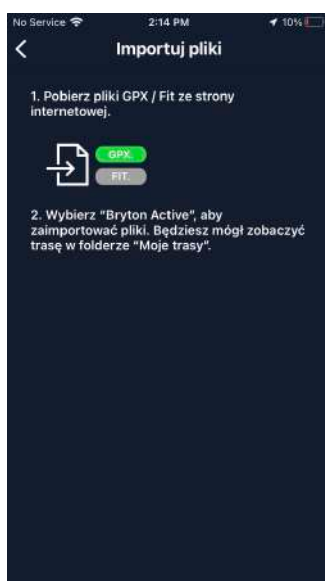 No Service 2:14 PM 10%
Importuj pliki
1. Pobierz pliki GPX / Fit ze strony
internetowej.
GPX.
FIT.
2. Wybierz "Bryton Active", aby
zaimportować pliki. Będziesz mógł zobaczyć
trasę w folderze "Moje trasy".